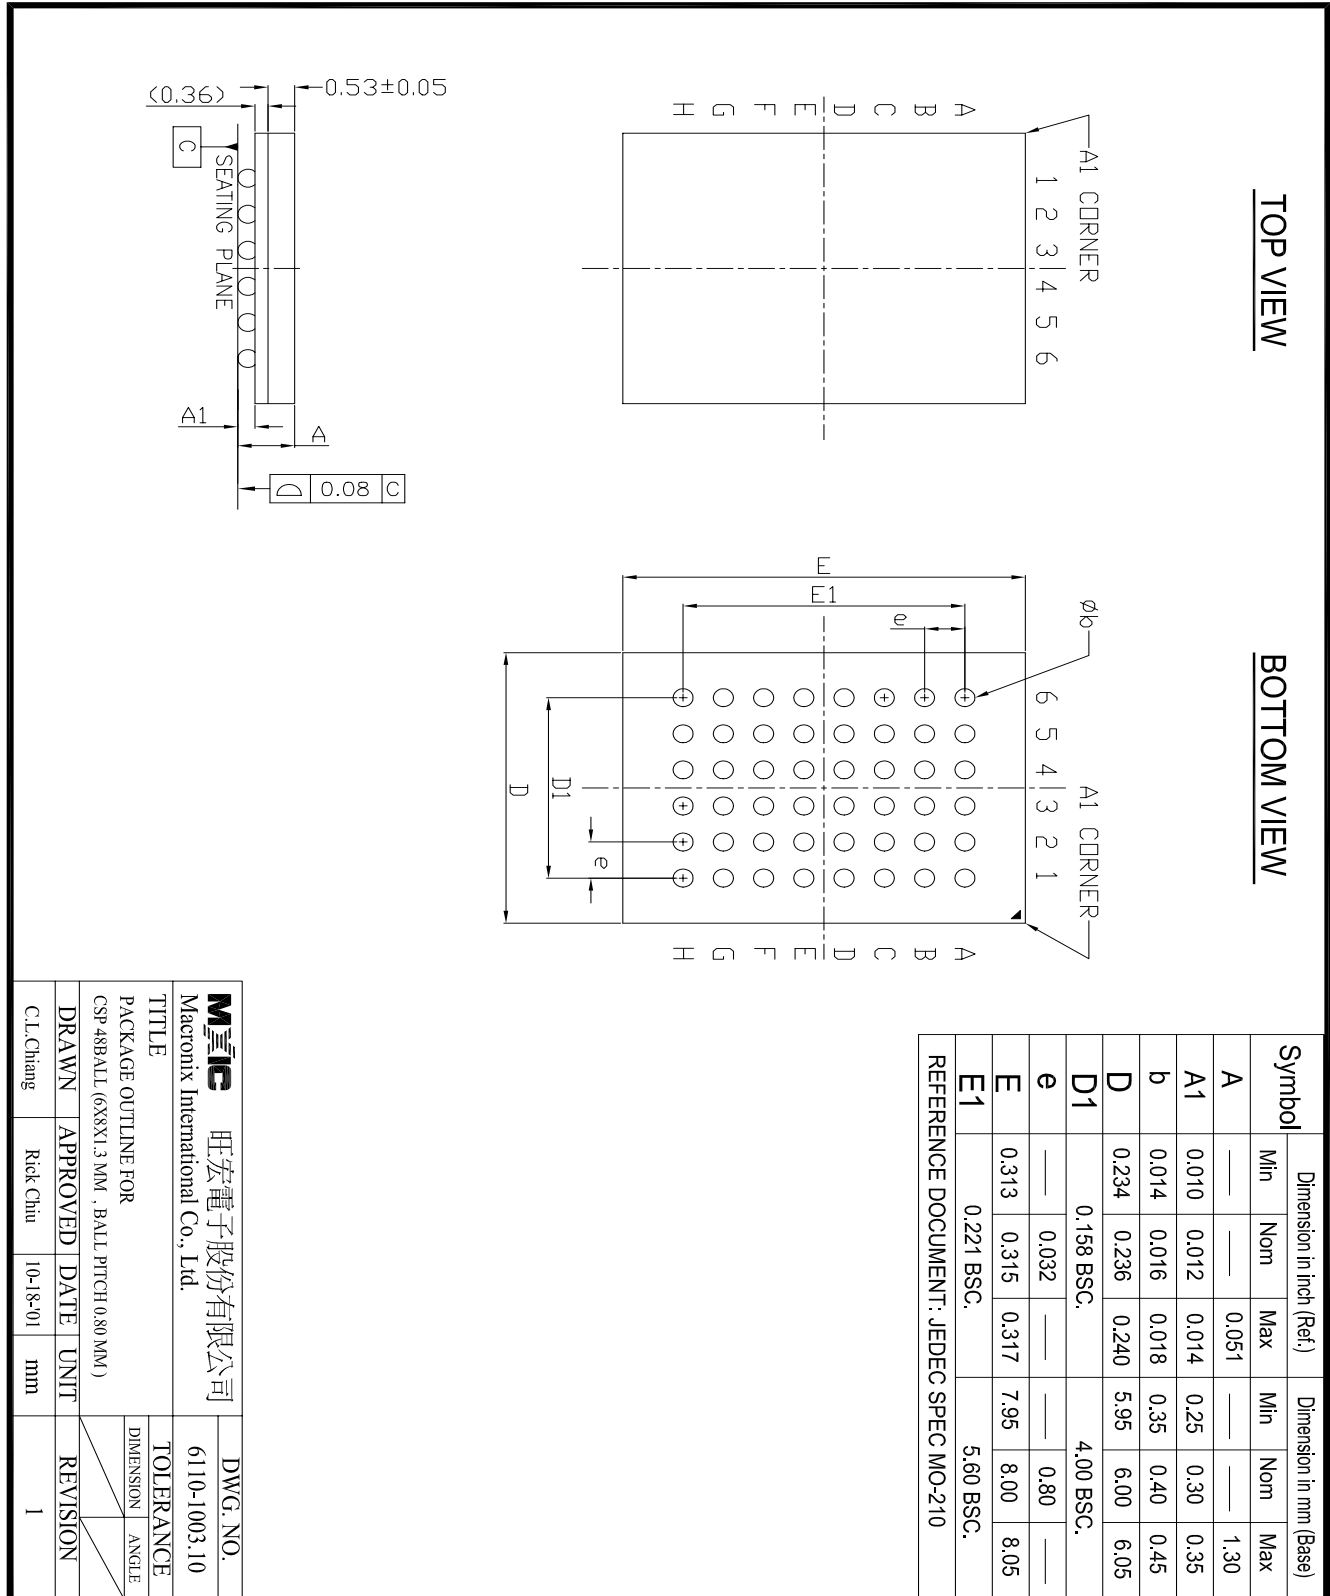 TOP VIEW
A1 CORNER
1 2 3 4 5 6
A
B
C
D
E
F
G
H
0.53±0.05
(0.36)
C
SEATING PLANE
A1
A
0.08 C
BOTTOM VIEW
A1 CORNER
6 5 4 3 2 1
A
B
C
D
E
F
G
H
Øb
e
E1
E
D1
D
e
Symbol Dimension in inch (Ref.) Dimension in mm (Base)
Min Nom Max Min Nom Max
A — — 0.051 — — 1.30
A1 0.010 0.012 0.014 0.25 0.30 0.35
b 0.014 0.016 0.018 0.35 0.40 0.45
D 0.234 0.236 0.240 5.95 6.00 6.05
D1 0.158 BSC. 4.00 BSC.
e — 0.032 — — 0.80 —
E 0.313 0.315 0.317 7.95 8.00 8.05
E1 0.221 BSC. 5.60 BSC.
REFERENCE DOCUMENT: JEDEC SPEC MO-210
MXIC 旺宏電子股份有限公司
Macronix International Co., Ltd.
DWG. NO.
6110-1003.10
TITLE
PACKAGE OUTLINE FOR
CSP 48BALL (6X8X1.3 MM , BALL PITCH 0.80 MM )
TOLERANCE
DIMENSION ANGLE
DRAWN APPROVED DATE UNIT REVISION
C.L.Chiang Rick Chiu 10-18-'01 mm 1